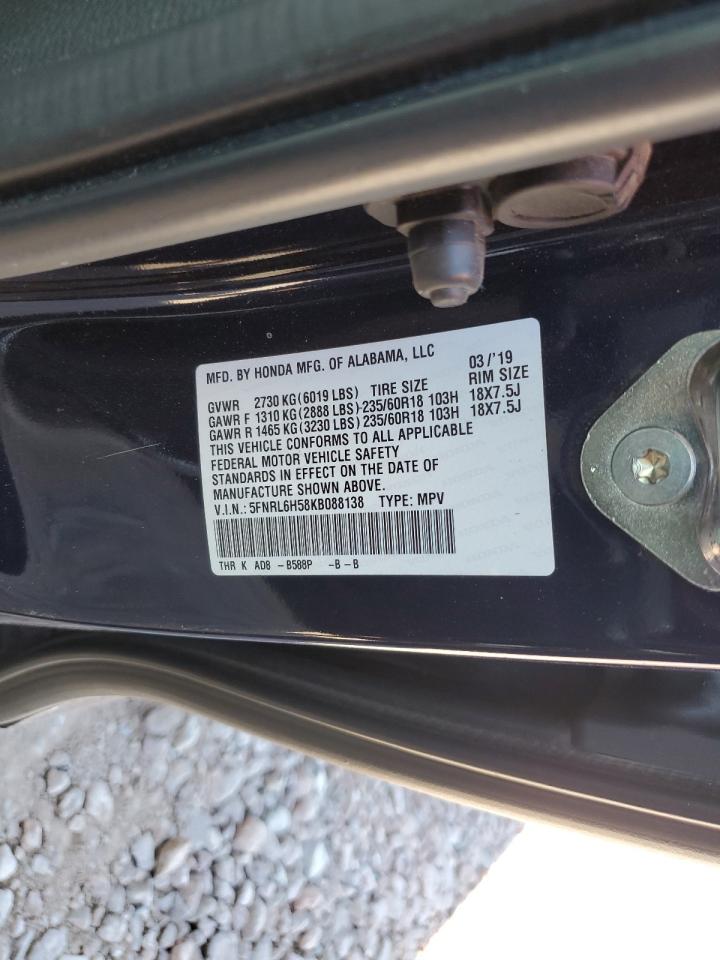 MFD. BY HONDA MFG. OF ALABAMA, LLC 03/'19
GVWR 2730 KG(6019 LBS) TIRE SIZE RIM SIZE
GAWR F 1310 KG(2888 LBS)-235/60R18 103H 18X7.5J
GAWR R 1465 KG(3230 LBS) 235/60R18 103H 18X7.5J
THIS VEHICLE CONFORMS TO ALL APPLICABLE
FEDERAL MOTOR VEHICLE SAFETY
STANDARDS IN EFFECT ON THE DATE OF
MANUFACTURE SHOWN ABOVE.
V.I.N.: 5FNRL6H58KB088138 TYPE: MPV
THR K AD8 -B588P -B-B